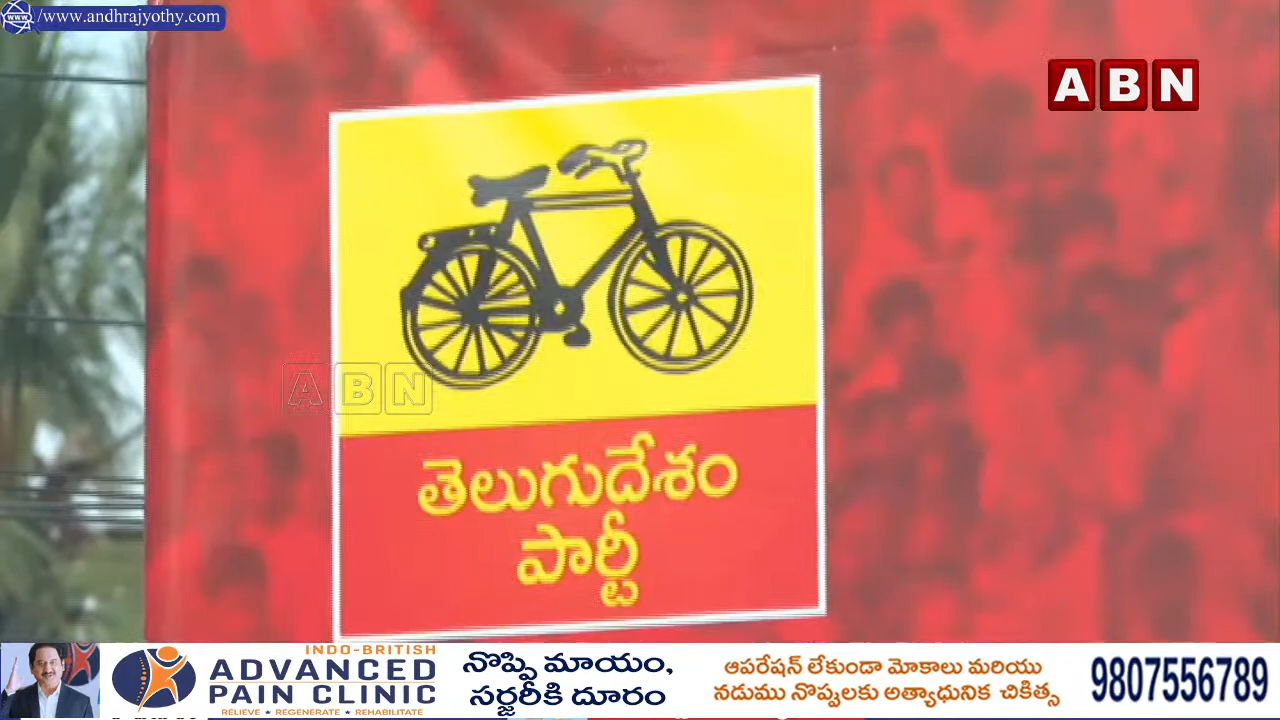 www./www.andhrajyothy.com
ABN
ABN
తెలుగుదేశం
పార్టీ
INDO-BRITISH
ADVANCED
PAIN CLINIC
RELIEVE ★ REGENERATE ★ REHABILITATE
నొప్పి మాయం,
సర్జరీకి దూరం
ఆపరేషన్ లేకుండా మోకాలు మరియు
నడుము నొప్పులకు అత్యాధునిక చికిత్స
9807556789